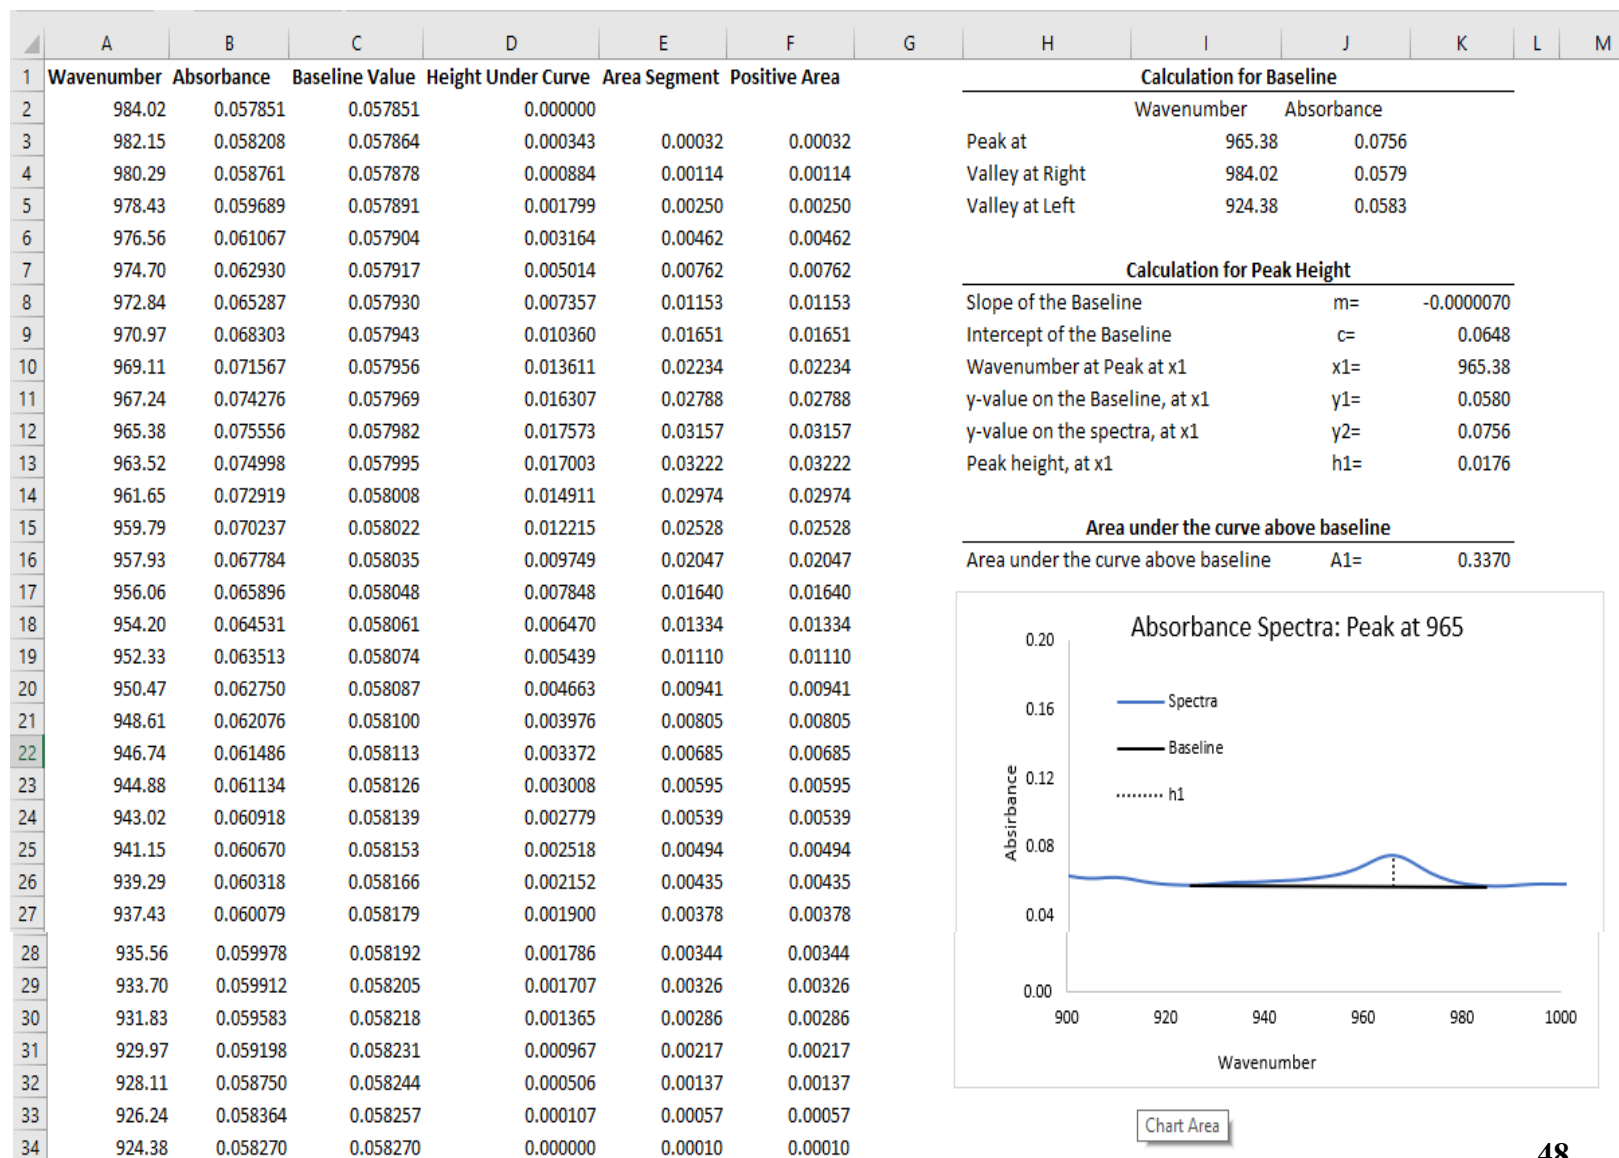 A B C D E F G H I J K L M
1 Wavenumber Absorbance Baseline Value Height Under Curve Area Segment Positive Area Calculation for Baseline
2 984.02 0.057851 0.057851 0.000000 Wavenumber Absorbance
3 982.15 0.058208 0.057864 0.000343 0.00032 0.00032 Peak at 965.38 0.0756
4 980.29 0.058761 0.057878 0.000884 0.00114 0.00114 Valley at Right 984.02 0.0579
5 978.43 0.059689 0.057891 0.001799 0.00250 0.00250 Valley at Left 924.38 0.0583
6 976.56 0.061067 0.057904 0.003164 0.00462 0.00462
7 974.70 0.062930 0.057917 0.005014 0.00762 0.00762 Calculation for Peak Height
8 972.84 0.065287 0.057930 0.007357 0.01153 0.01153 Slope of the Baseline m= -0.0000070
9 970.97 0.068303 0.057943 0.010360 0.01651 0.01651 Intercept of the Baseline c= 0.0648
10 969.11 0.071567 0.057956 0.013611 0.02234 0.02234 Wavenumber at Peak at x1 x1= 965.38
11 967.24 0.074276 0.057969 0.016307 0.02788 0.02788 y-value on the Baseline, at x1 y1= 0.0580
12 965.38 0.075556 0.057982 0.017573 0.03157 0.03157 y-value on the spectra, at x1 y2= 0.0756
13 963.52 0.074998 0.057995 0.017003 0.03222 0.03222 Peak height, at x1 h1= 0.0176
14 961.65 0.072919 0.058008 0.014911 0.02974 0.02974
15 959.79 0.070237 0.058022 0.012215 0.02528 0.02528 Area under the curve above baseline
16 957.93 0.067784 0.058035 0.009749 0.02047 0.02047 Area under the curve above baseline A1= 0.3370
17 956.06 0.065896 0.058048 0.007848 0.01640 0.01640
18 954.20 0.064531 0.058061 0.006470 0.01334 0.01334
19 952.33 0.063513 0.058074 0.005439 0.01110 0.01110
20 950.47 0.062750 0.058087 0.004663 0.00941 0.00941
21 948.61 0.062076 0.058100 0.003976 0.00805 0.00805
22 946.74 0.061486 0.058113 0.003372 0.00685 0.00685
23 944.88 0.061134 0.058126 0.003008 0.00595 0.00595
24 943.02 0.060918 0.058139 0.002779 0.00539 0.00539
25 941.15 0.060670 0.058153 0.002518 0.00494 0.00494
26 939.29 0.060318 0.058166 0.002152 0.00435 0.00435
27 937.43 0.060079 0.058179 0.001900 0.00378 0.00378
28 935.56 0.059978 0.058192 0.001786 0.00344 0.00344
29 933.70 0.059912 0.058205 0.001707 0.00326 0.00326
30 931.83 0.059583 0.058218 0.001365 0.00286 0.00286
31 929.97 0.059198 0.058231 0.000967 0.00217 0.00217
32 928.11 0.058750 0.058244 0.000506 0.00137 0.00137
33 926.24 0.058364 0.058257 0.000107 0.00057 0.00057
34 924.38 0.058270 0.058270 0.000000 0.00010 0.00010
Absorbance Spectra: Peak at 965
0.20
0.16
0.12
0.08
0.04
0.00
Absirbance
Spectra
Baseline
h1
900 920 940 960 980 1000
Wavenumber
Chart Area
48